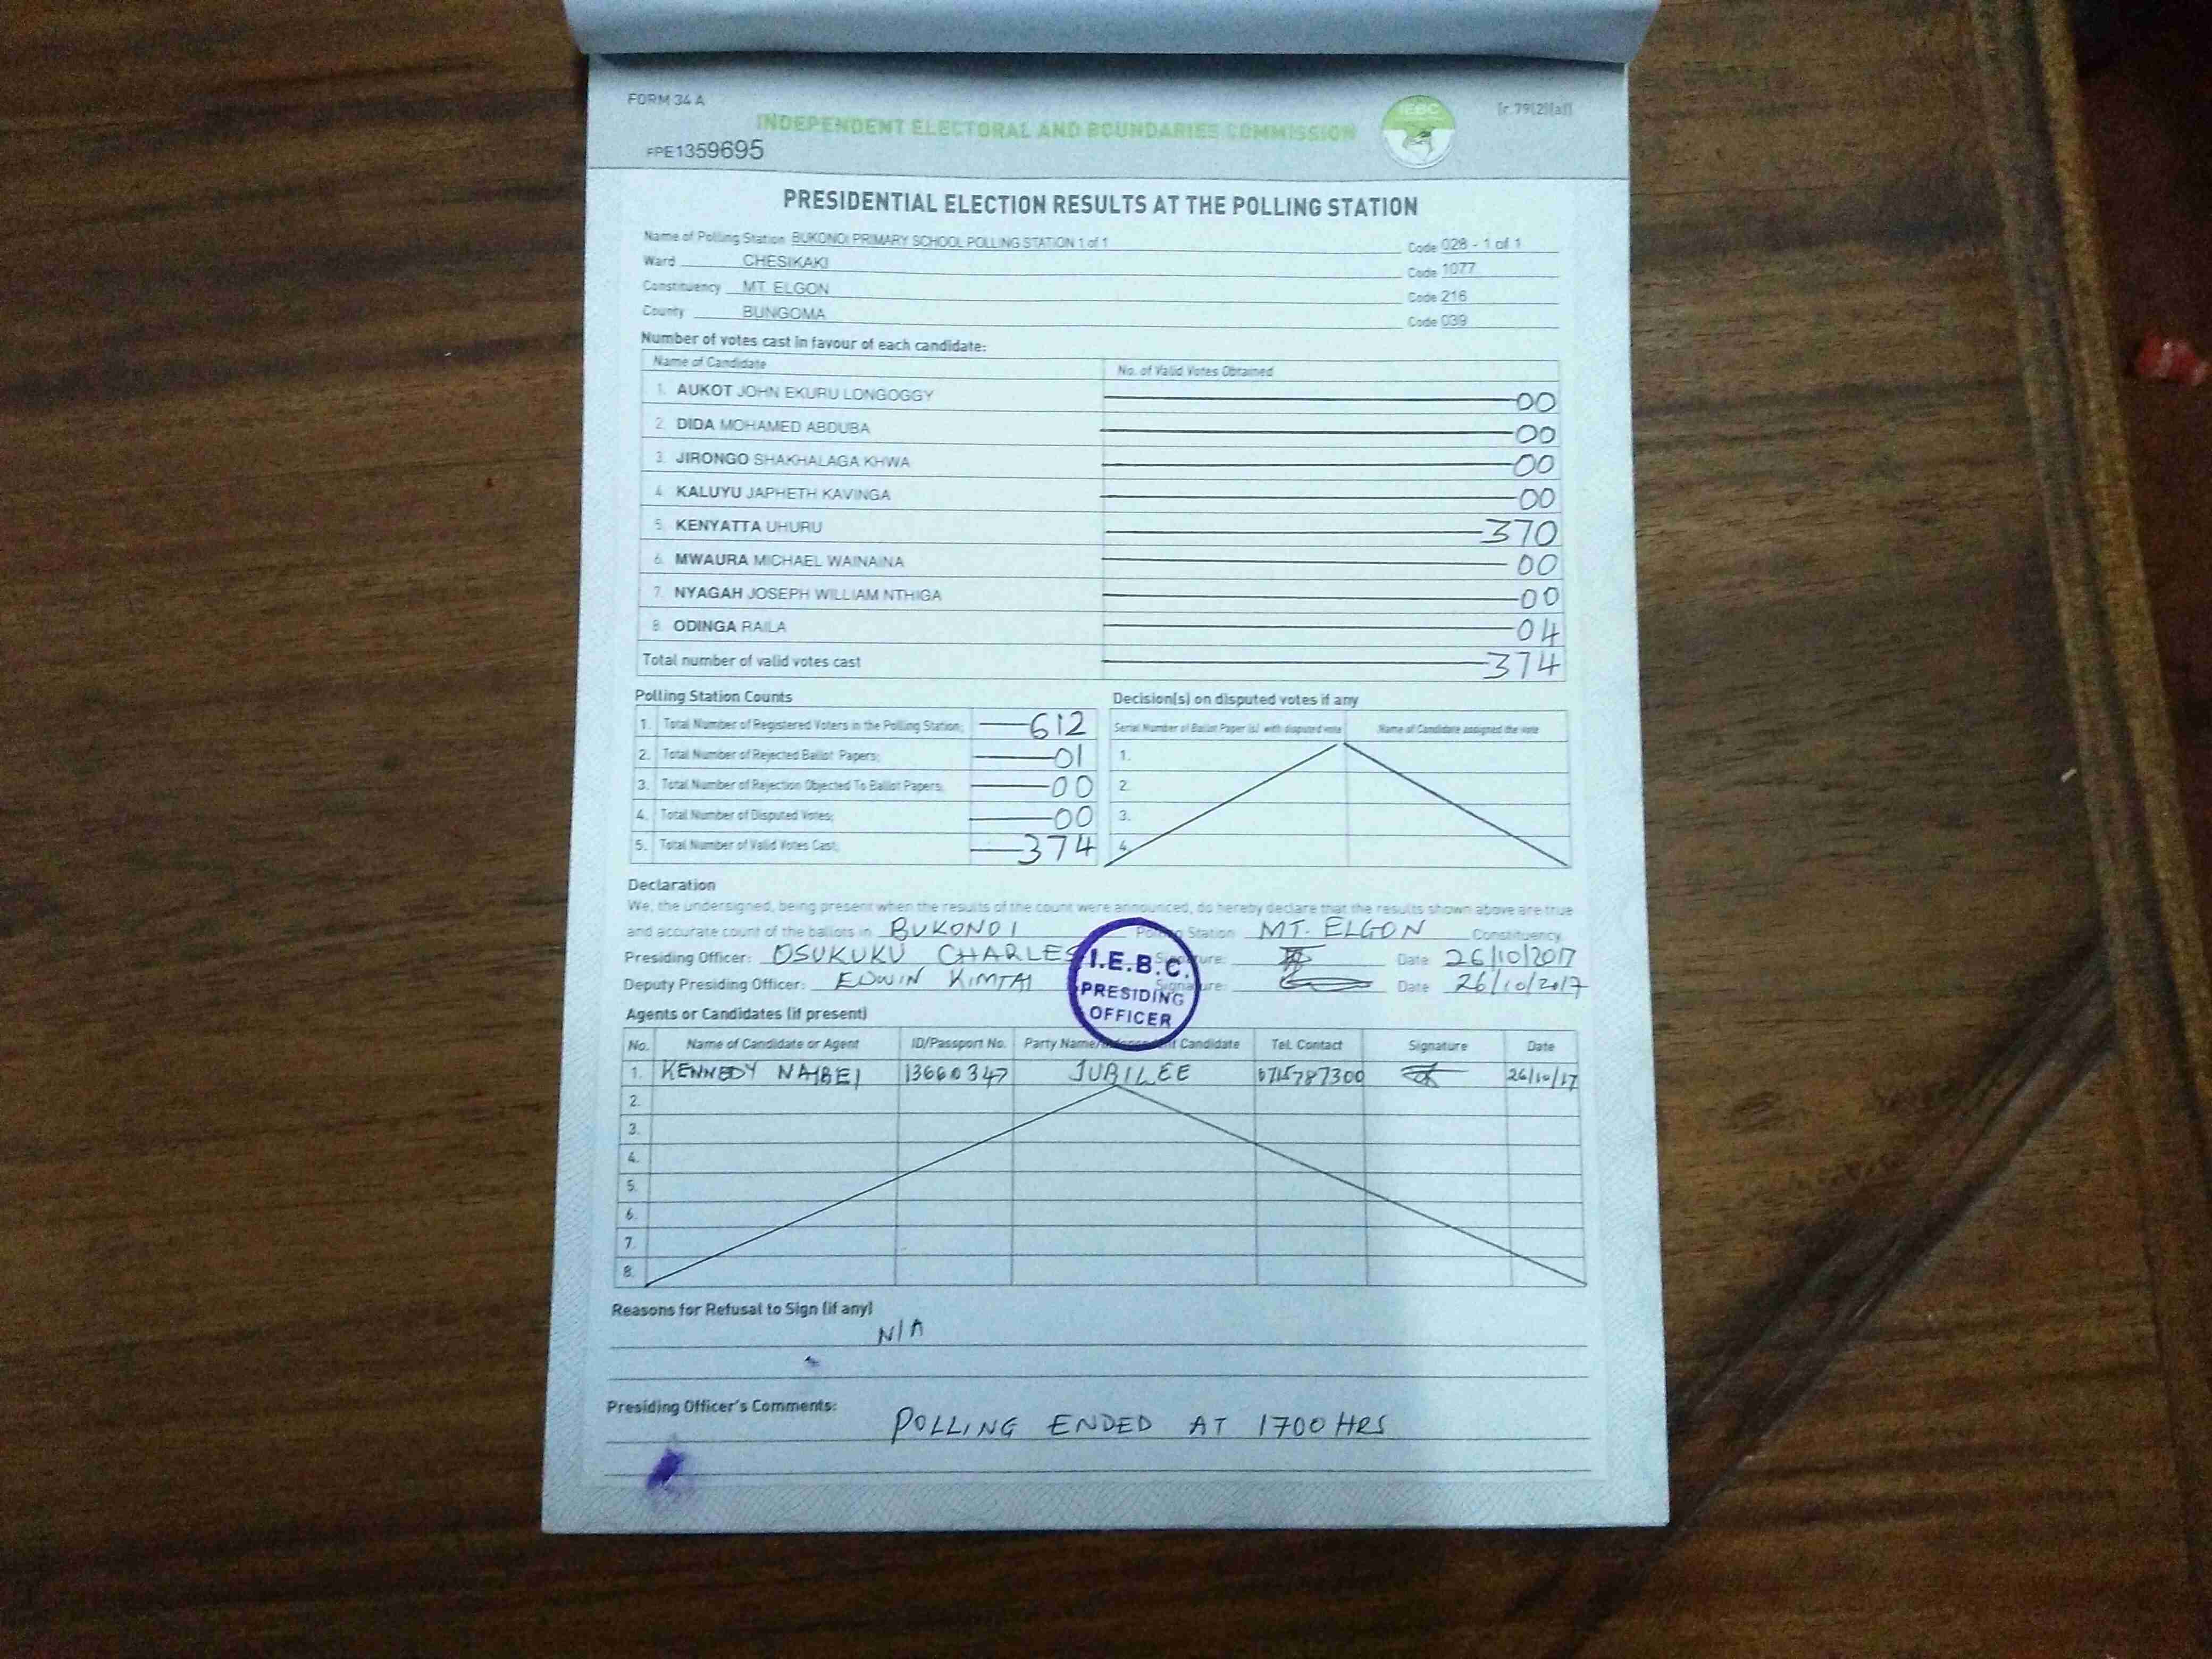 FORM 34 A
[r. 79(2)(a)]
INDEPENDENT ELECTORAL AND BOUNDARIES COMMISSION
IEBC
PPE1359695
PRESIDENTIAL ELECTION RESULTS AT THE POLLING STATION
Name of Polling Station BUKONOI PRIMARY SCHOOL POLLING STATION 1 of 1 Code 028 - 1 of 1
Ward CHESIKAKI Code 1077
Constituency MT. ELGON Code 216
County BUNGOMA Code 039
Number of votes cast in favour of each candidate:
Name of Candidate No. of Valid Votes Obtained
1. AUKOT JOHN EKURU LONGOGGY 00
2. DIDA MOHAMED ABDUBA 00
3. JIRONGO SHAKHALAGA KHWA 00
4. KALUYU JAPHETH KAVINGA 00
5. KENYATTA UHURU 370
6. MWAURA MICHAEL WAINAINA 00
7. NYAGAH JOSEPH WILLIAM NTHIGA 00
8. ODINGA RAILA 04
Total number of valid votes cast 374
Polling Station Counts
1. Total Number of Registered Voters in the Polling Station; 612
2. Total Number of Rejected Ballot Papers; 01
3. Total Number of Rejection Objected To Ballot Papers; 00
4. Total Number of Disputed Votes; 00
5. Total Number of Valid Votes Cast; 374
Decision(s) on disputed votes if any
Serial Number of Ballot Paper (s) with disputed vote Name of Candidate assigned the vote
1.
2.
3.
4.
Declaration
We, the undersigned, being present when the results of the count were announced, do hereby declare that the results shown above are true
and accurate count of the ballots in BUKONOI Polling Station MT. ELGON Constituency
Presiding Officer: OSUKUKU CHARLES Signature: Date 26/10/2017
Deputy Presiding Officer: EDWIN KIMTAI Signature: Date 26/10/2017
I.E.B.C.
PRESIDING
OFFICER
Agents or Candidates (if present)
No. Name of Candidate or Agent ID/Passport No. Party Name/Independent Candidate Tel. Contact Signature Date
1. KENNEDY NAIBEI 13660347 JUBILEE 0715787300 26/10/17
2.
3.
4.
5.
6.
7.
8.
Reasons for Refusal to Sign (if any)
N/A
Presiding Officer's Comments:
POLLING ENDED AT 1700 HRS